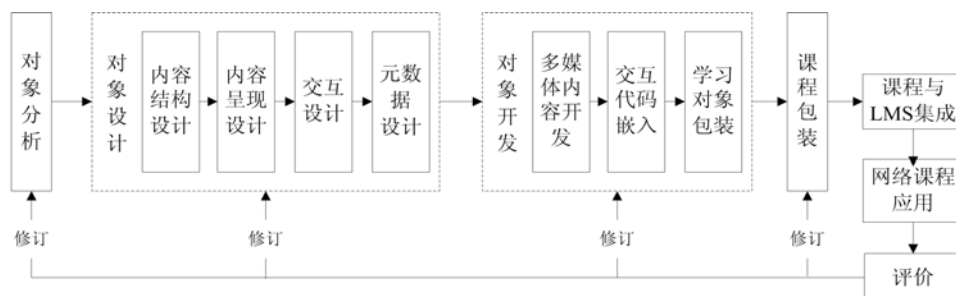 对象分析
对象设计
内容
结构
设计
内容
呈现
设计
交互
设计
元数
据
设计
对象开发
多媒
体内
容开
发
交互
代码
嵌入
学习
对象
包装
课程包装
课程与
LMS集成
网络课程
应用
评价
修订
修订
修订
修订